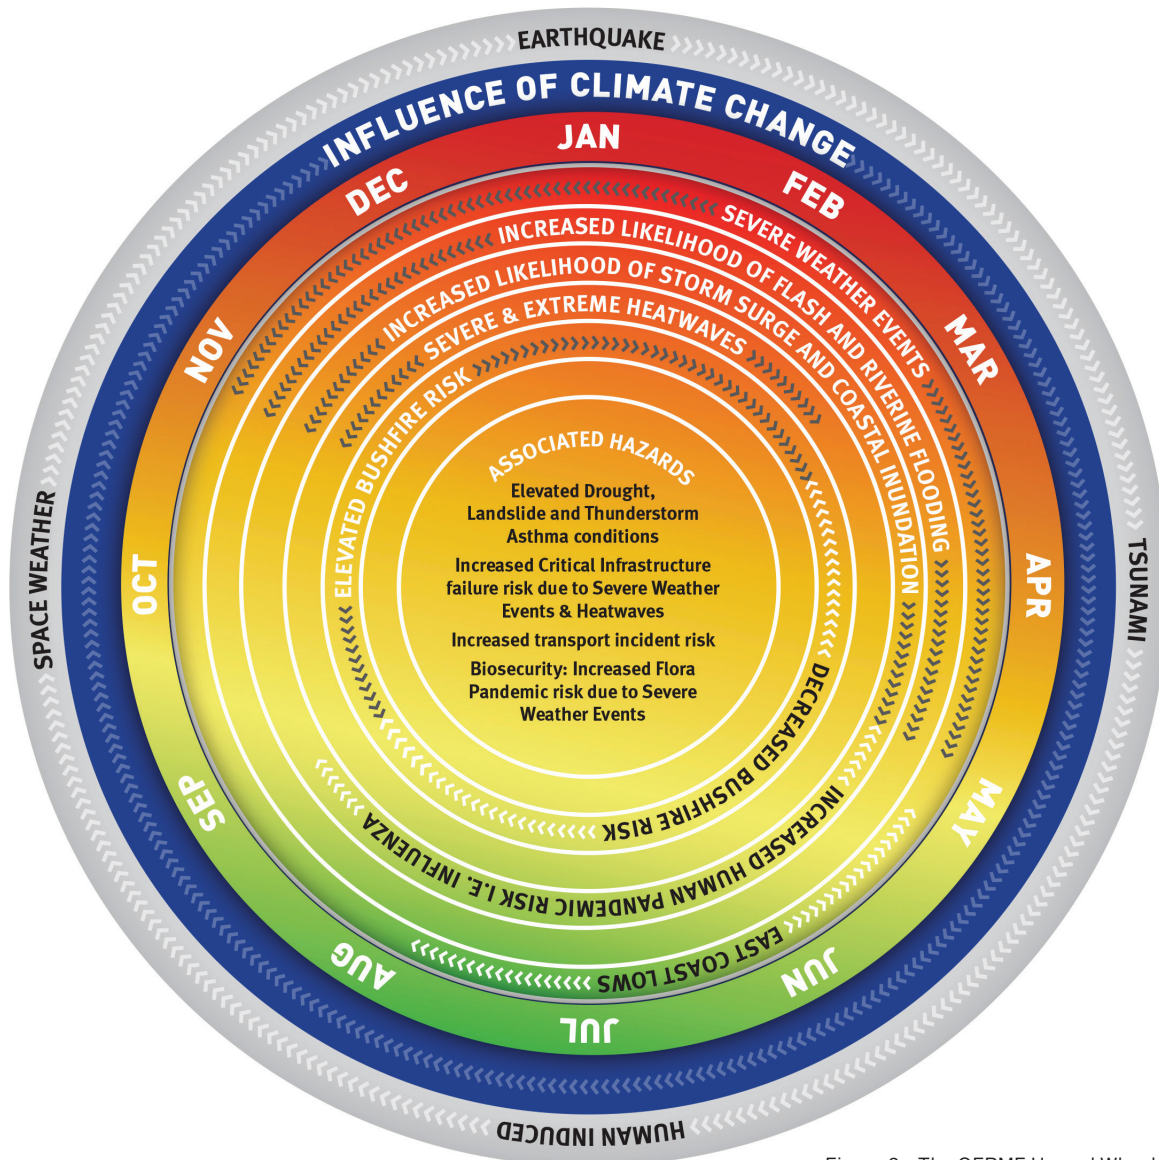 EARTHQUAKE
INFLUENCE OF CLIMATE CHANGE
JAN
FEB
MAR
APR
MAY
JUN
JUL
AUG
SEP
OCT
NOV
DEC
TSUNAMI
HUMAN INDUCED
SPACE WEATHER
SEVERE WEATHER EVENTS
INCREASED LIKELIHOOD OF FLASH AND RIVERINE FLOODING
INCREASED LIKELIHOOD OF STORM SURGE AND COASTAL INUNDATION
SEVERE & EXTREME HEATWAVES
ELEVATED BUSHFIRE RISK
DECREASED BUSHFIRE RISK
INCREASED HUMAN PANDEMIC RISK I.E. INFLUENZA
EAST COAST LOWS
ASSOCIATED HAZARDS
Elevated Drought,
Landslide and Thunderstorm
Asthma conditions
Increased Critical Infrastructure
failure risk due to Severe Weather
Events & Heatwaves
Increased transport incident risk
Biosecurity: Increased Flora
Pandemic risk due to Severe
Weather Events